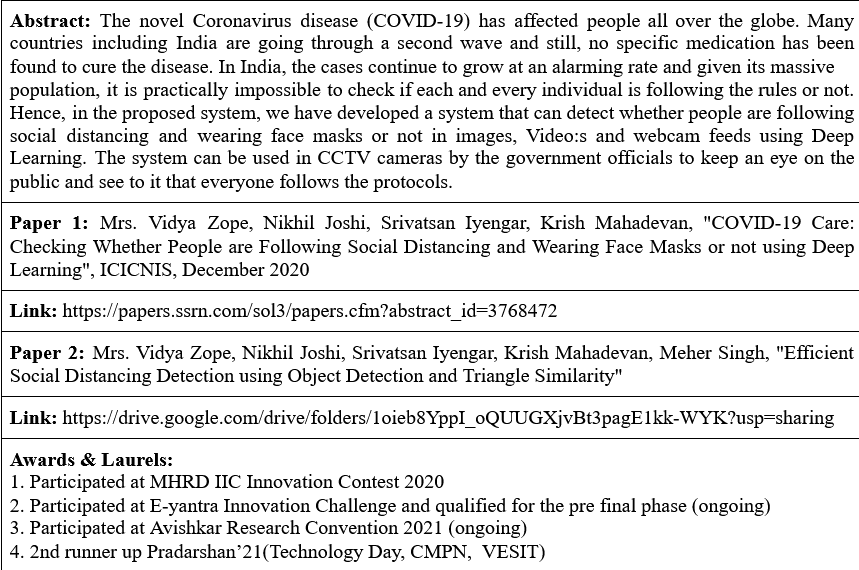 Abstract: The novel Coronavirus disease (COVID-19) has affected people all over the globe. Many
countries including India are going through a second wave and still, no specific medication has been
found to cure the disease. In India, the cases continue to grow at an alarming rate and given its massive
population, it is practically impossible to check if each and every individual is following the rules or not.
Hence, in the proposed system, we have developed a system that can detect whether people are following
social distancing and wearing face masks or not in images, Video:s and webcam feeds using Deep
Learning. The system can be used in CCTV cameras by the government officials to keep an eye on the
public and see to it that everyone follows the protocols.
Paper 1: Mrs. Vidya Zope, Nikhil Joshi, Srivatsan Iyengar, Krish Mahadevan, "COVID-19 Care:
Checking Whether People are Following Social Distancing and Wearing Face Masks or not using Deep
Learning", ICICNIS, December 2020
Link: https://papers.ssrn.com/sol3/papers.cfm?abstract_id=3768472
Paper 2: Mrs. Vidya Zope, Nikhil Joshi, Srivatsan Iyengar, Krish Mahadevan, Meher Singh, "Efficient
Social Distancing Detection using Object Detection and Triangle Similarity"
Link: https://drive.google.com/drive/folders/1oieb8YppI_oQUUGXjvBt3pagE1kk-WYK?usp=sharing
Awards & Laurels:
1. Participated at MHRD IIC Innovation Contest 2020
2. Participated at E-yantra Innovation Challenge and qualified for the pre final phase (ongoing)
3. Participated at Avishkar Research Convention 2021 (ongoing)
4. 2nd runner up Pradarshan’21(Technology Day, CMPN,  VESIT)